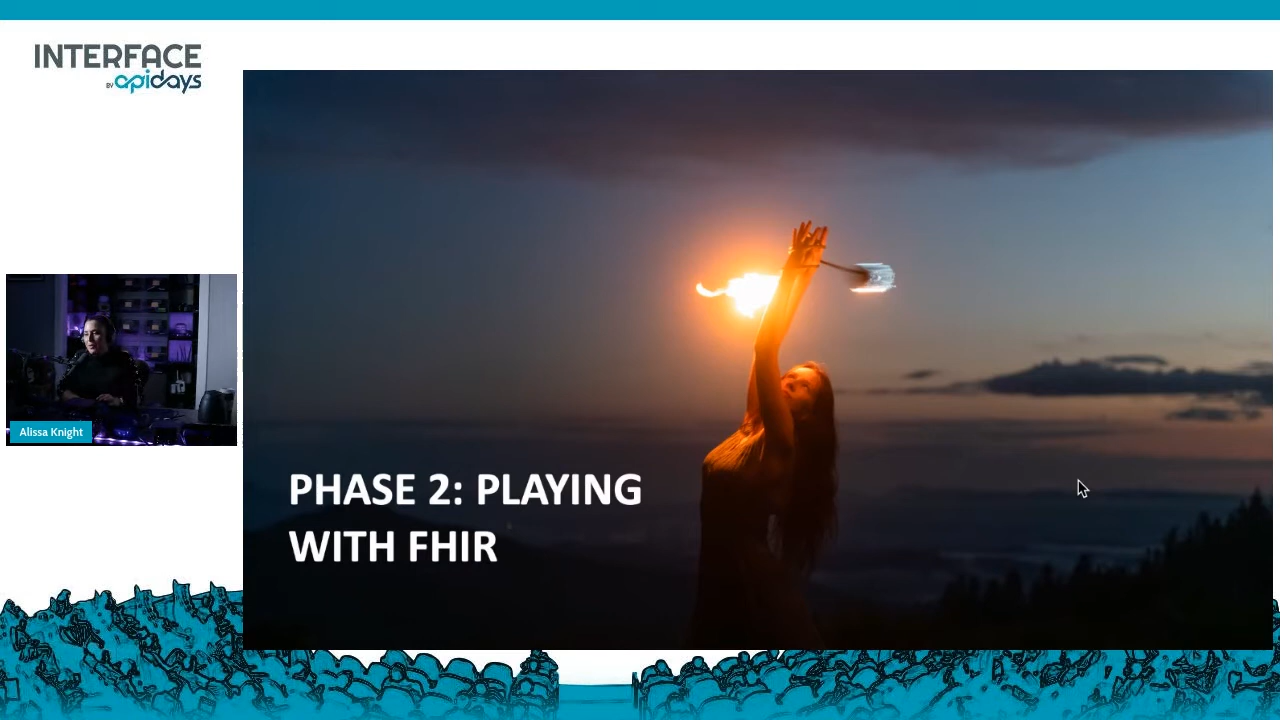 INTERFACE
BY apidays
Alissa Knight
PHASE 2: PLAYING
WITH FHIR